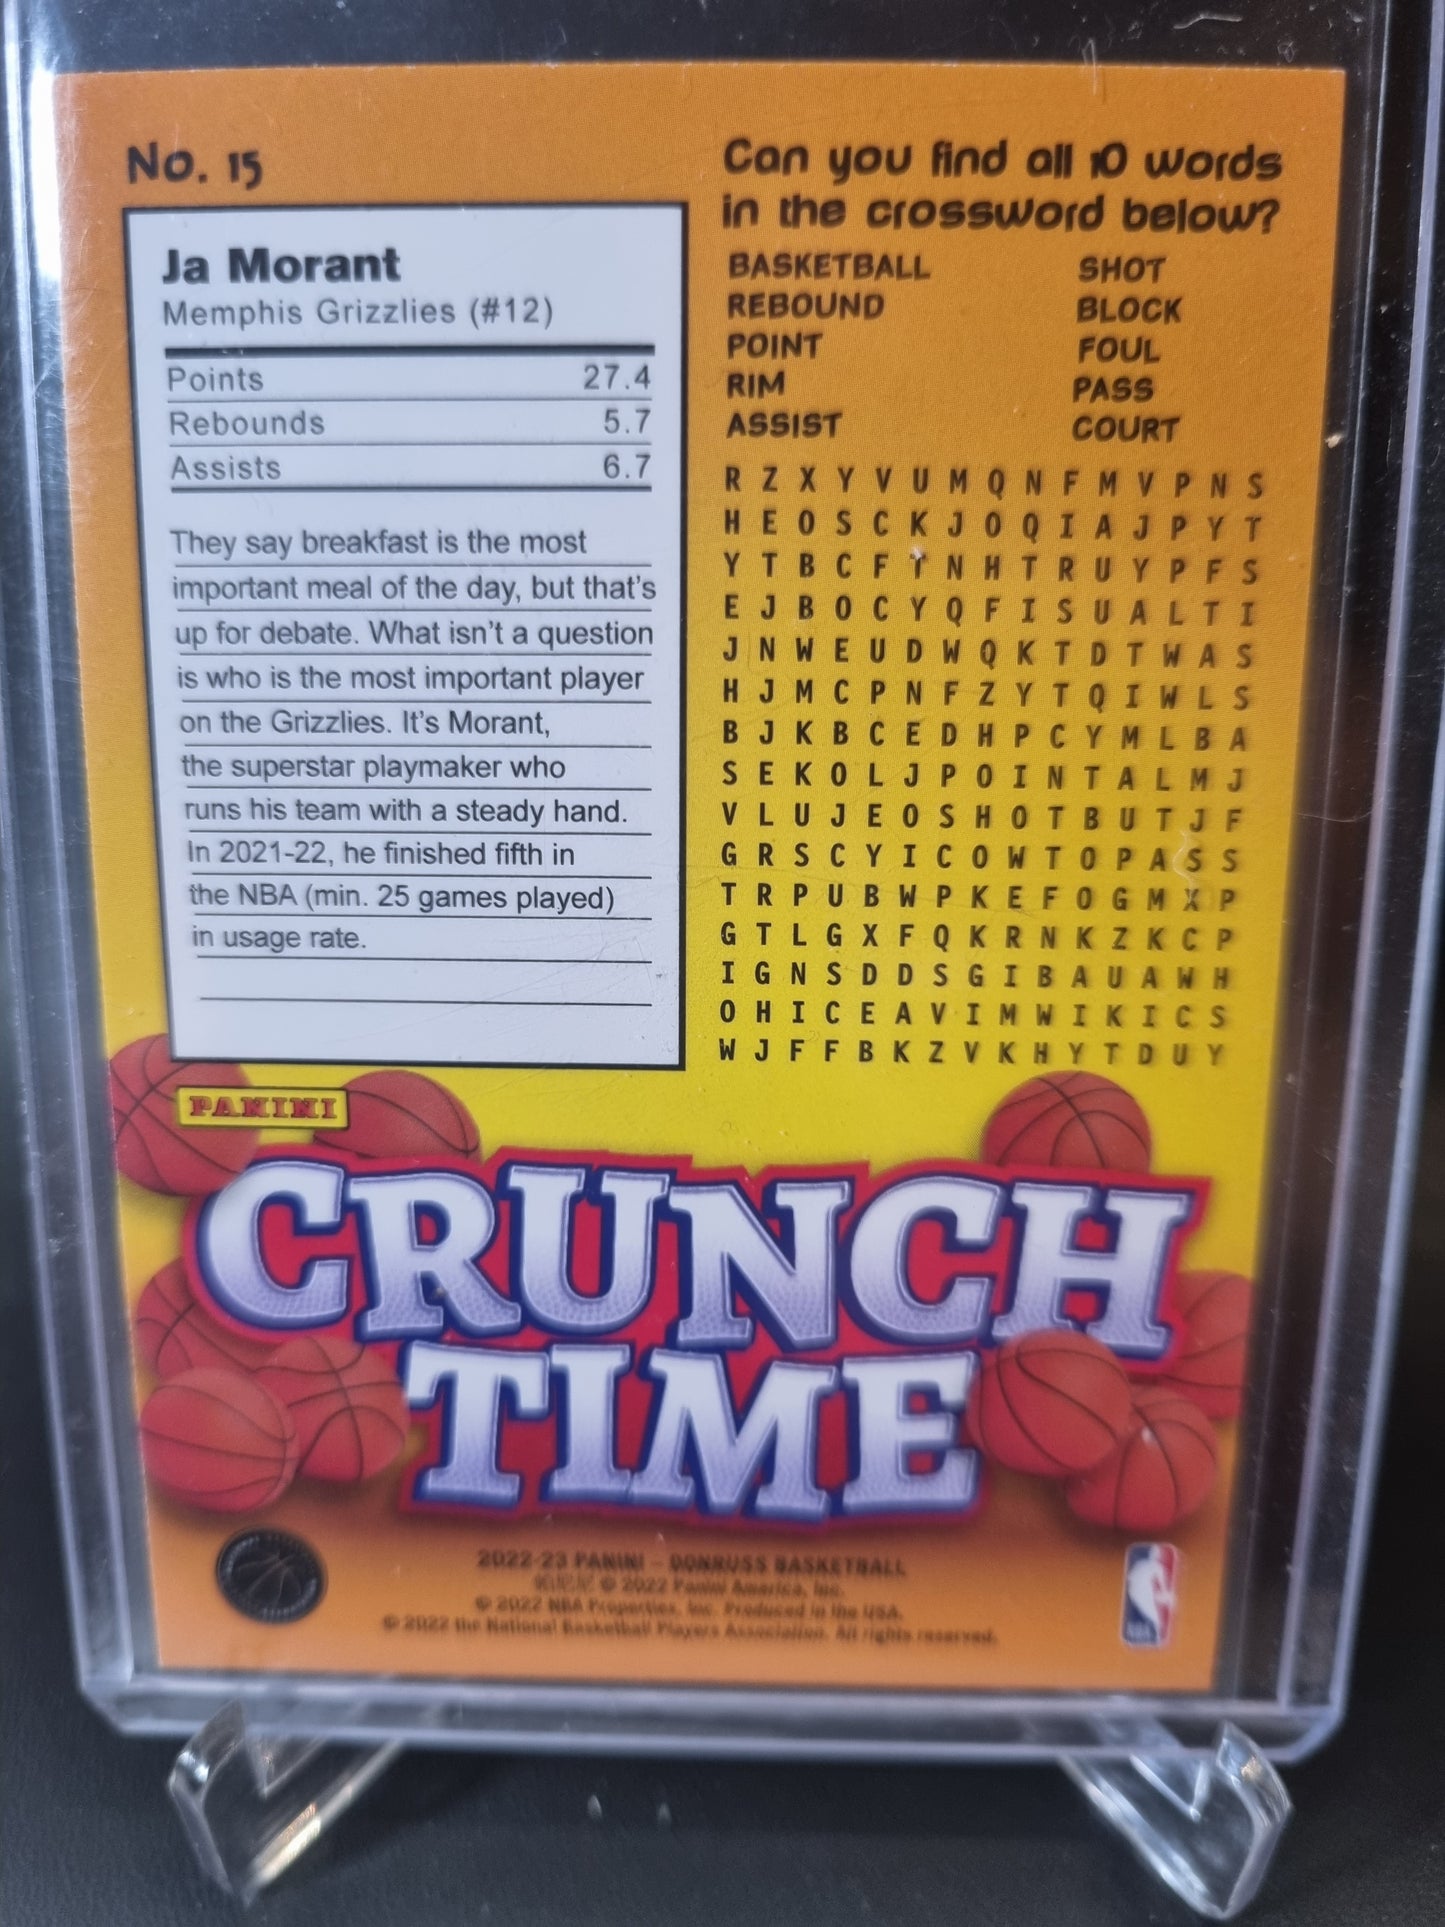 No. 15
Ja Morant
Memphis Grizzlies (#12)
Points 27.4
Rebounds 5.7
Assists 6.7
They say breakfast is the most
important meal of the day, but that's
up for debate. What isn't a question
is who is the most important player
on the Grizzlies. It's Morant,
the superstar playmaker who
runs his team with a steady hand.
In 2021-22, he finished fifth in
the NBA (min. 25 games played)
in usage rate.
Can you find all 10 words
in the crossword below?
BASKETBALL SHOT
REBOUND BLOCK
POINT FOUL
RIM PASS
ASSIST COURT
R Z X Y V U M Q N F M V P N S
H E O S C K J O Q I A J P Y T
Y T B C F T N H T R U Y P F S
E J B O C Y Q F I S U A L T I
J N W E U D W Q K T D T W A S
H J M C P N F Z Y T Q I W L S
B J K B C E D H P C Y M L B A
S E K O L J P O I N T A L M J
V L U J E O S H O T B U T J F
G R S C Y I C O W T O P A S S
T R P U B W P K E F O G M X P
G T L G X F Q K R N K Z K C P
I G N S D D S G I B A U A W H
O H I C E A V I M W I K I C S
W J F F B K Z V K H Y T D U Y
PANINI
CRUNCH
TIME
2022-23 PANINI – DONRUSS BASKETBALL
© 2022 Panini America, Inc.
© 2022 NBA Properties, Inc. Produced in the USA.
© 2022 the National Basketball Players Association. All rights reserved.
NBA